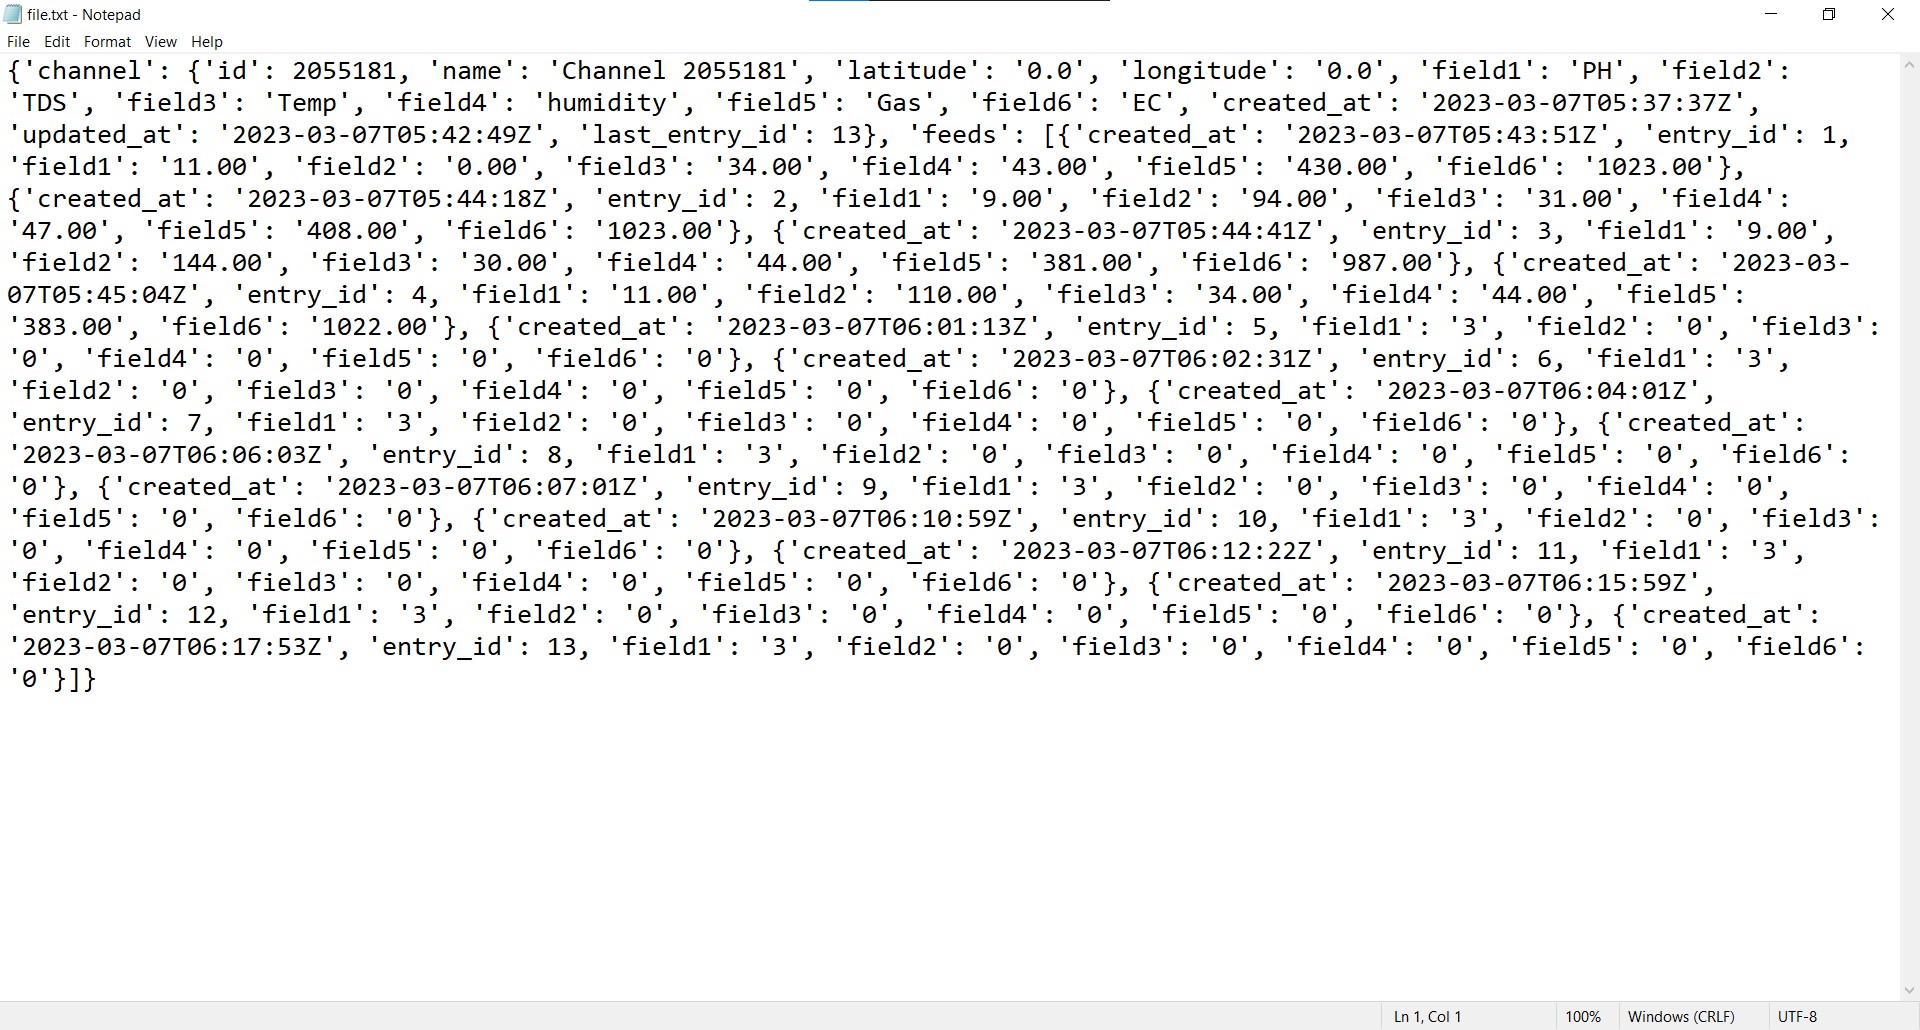 file.txt - Notepad
File Edit Format View Help
{'channel': {'id': 2055181, 'name': 'Channel 2055181', 'latitude': '0.0', 'longitude': '0.0', 'field1': 'PH', 'field2':
'TDS', 'field3': 'Temp', 'field4': 'humidity', 'field5': 'Gas', 'field6': 'EC', 'created_at': '2023-03-07T05:37:37Z',
'updated_at': '2023-03-07T05:42:49Z', 'last_entry_id': 13}, 'feeds': [{'created_at': '2023-03-07T05:43:51Z', 'entry_id': 1,
'field1': '11.00', 'field2': '0.00', 'field3': '34.00', 'field4': '43.00', 'field5': '430.00', 'field6': '1023.00'},
{'created_at': '2023-03-07T05:44:18Z', 'entry_id': 2, 'field1': '9.00', 'field2': '94.00', 'field3': '31.00', 'field4':
'47.00', 'field5': '408.00', 'field6': '1023.00'}, {'created_at': '2023-03-07T05:44:41Z', 'entry_id': 3, 'field1': '9.00',
'field2': '144.00', 'field3': '30.00', 'field4': '44.00', 'field5': '381.00', 'field6': '987.00'}, {'created_at': '2023-03-
07T05:45:04Z', 'entry_id': 4, 'field1': '11.00', 'field2': '110.00', 'field3': '34.00', 'field4': '44.00', 'field5':
'383.00', 'field6': '1022.00'}, {'created_at': '2023-03-07T06:01:13Z', 'entry_id': 5, 'field1': '3', 'field2': '0', 'field3':
'0', 'field4': '0', 'field5': '0', 'field6': '0'}, {'created_at': '2023-03-07T06:02:31Z', 'entry_id': 6, 'field1': '3',
'field2': '0', 'field3': '0', 'field4': '0', 'field5': '0', 'field6': '0'}, {'created_at': '2023-03-07T06:04:01Z',
'entry_id': 7, 'field1': '3', 'field2': '0', 'field3': '0', 'field4': '0', 'field5': '0', 'field6': '0'}, {'created_at':
'2023-03-07T06:06:03Z', 'entry_id': 8, 'field1': '3', 'field2': '0', 'field3': '0', 'field4': '0', 'field5': '0', 'field6':
'0'}, {'created_at': '2023-03-07T06:07:01Z', 'entry_id': 9, 'field1': '3', 'field2': '0', 'field3': '0', 'field4': '0',
'field5': '0', 'field6': '0'}, {'created_at': '2023-03-07T06:10:59Z', 'entry_id': 10, 'field1': '3', 'field2': '0', 'field3':
'0', 'field4': '0', 'field5': '0', 'field6': '0'}, {'created_at': '2023-03-07T06:12:22Z', 'entry_id': 11, 'field1': '3',
'field2': '0', 'field3': '0', 'field4': '0', 'field5': '0', 'field6': '0'}, {'created_at': '2023-03-07T06:15:59Z',
'entry_id': 12, 'field1': '3', 'field2': '0', 'field3': '0', 'field4': '0', 'field5': '0', 'field6': '0'}, {'created_at':
'2023-03-07T06:17:53Z', 'entry_id': 13, 'field1': '3', 'field2': '0', 'field3': '0', 'field4': '0', 'field5': '0', 'field6':
'0'}]}
Ln 1, Col 1 100% Windows (CRLF) UTF-8